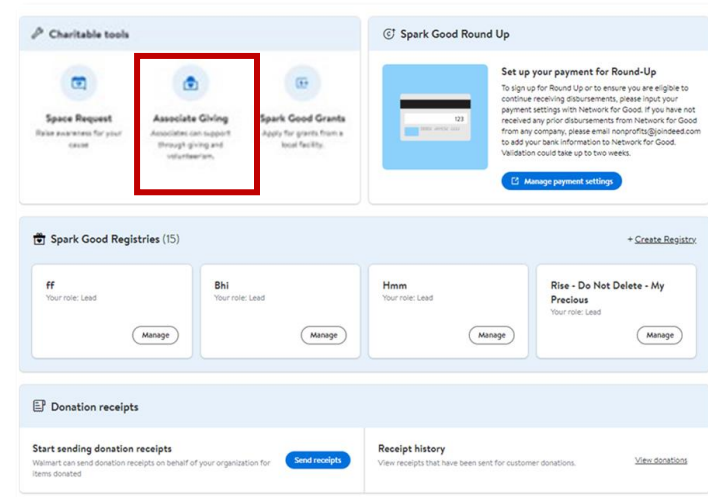 Charitable tools
Space Request
Raise awareness for your
cause
Associate Giving
Associates can support
through giving and
volunteerism.
Spark Good Grants
Apply for grants from a
local facility.
Spark Good Round Up
123
Set up your payment for Round-Up
To sign up for Round Up or to ensure you are eligible to
continue receiving disbursements, please input your
payment settings with Network for Good. If you have not
received any prior disbursements from Network for Good
from any company, please email nonprofits@joindeed.com
to add your bank information to Network for Good.
Validation could take up to two weeks.
Manage payment settings
Spark Good Registries (15)
+ Create Registry
ff
Your role: Lead
Manage
Bhi
Your role: Lead
Manage
Hmm
Your role: Lead
Manage
Rise - Do Not Delete - My
Precious
Your role: Lead
Manage
Donation receipts
Start sending donation receipts
Walmart can send donation receipts on behalf of your organization for
items donated
Send receipts
Receipt history
View receipts that have been sent for customer donations.
View donations